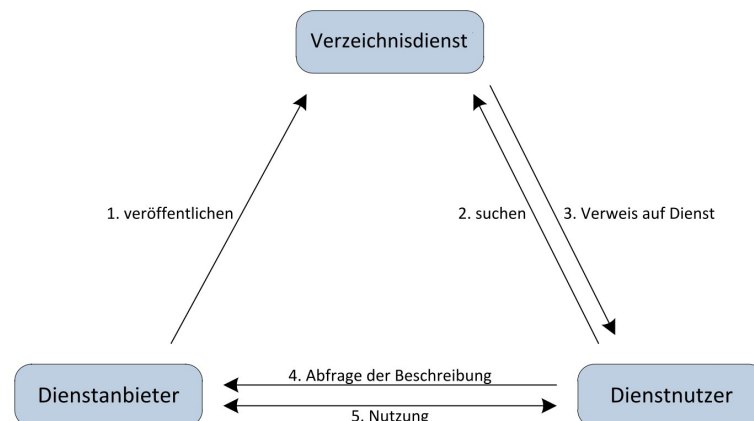 Verzeichnisdienst
1. veröffentlichen
2. suchen
3. Verweis auf Dienst
4. Abfrage der Beschreibung
Dienstanbieter
Dienstnutzer
5. Nutzung